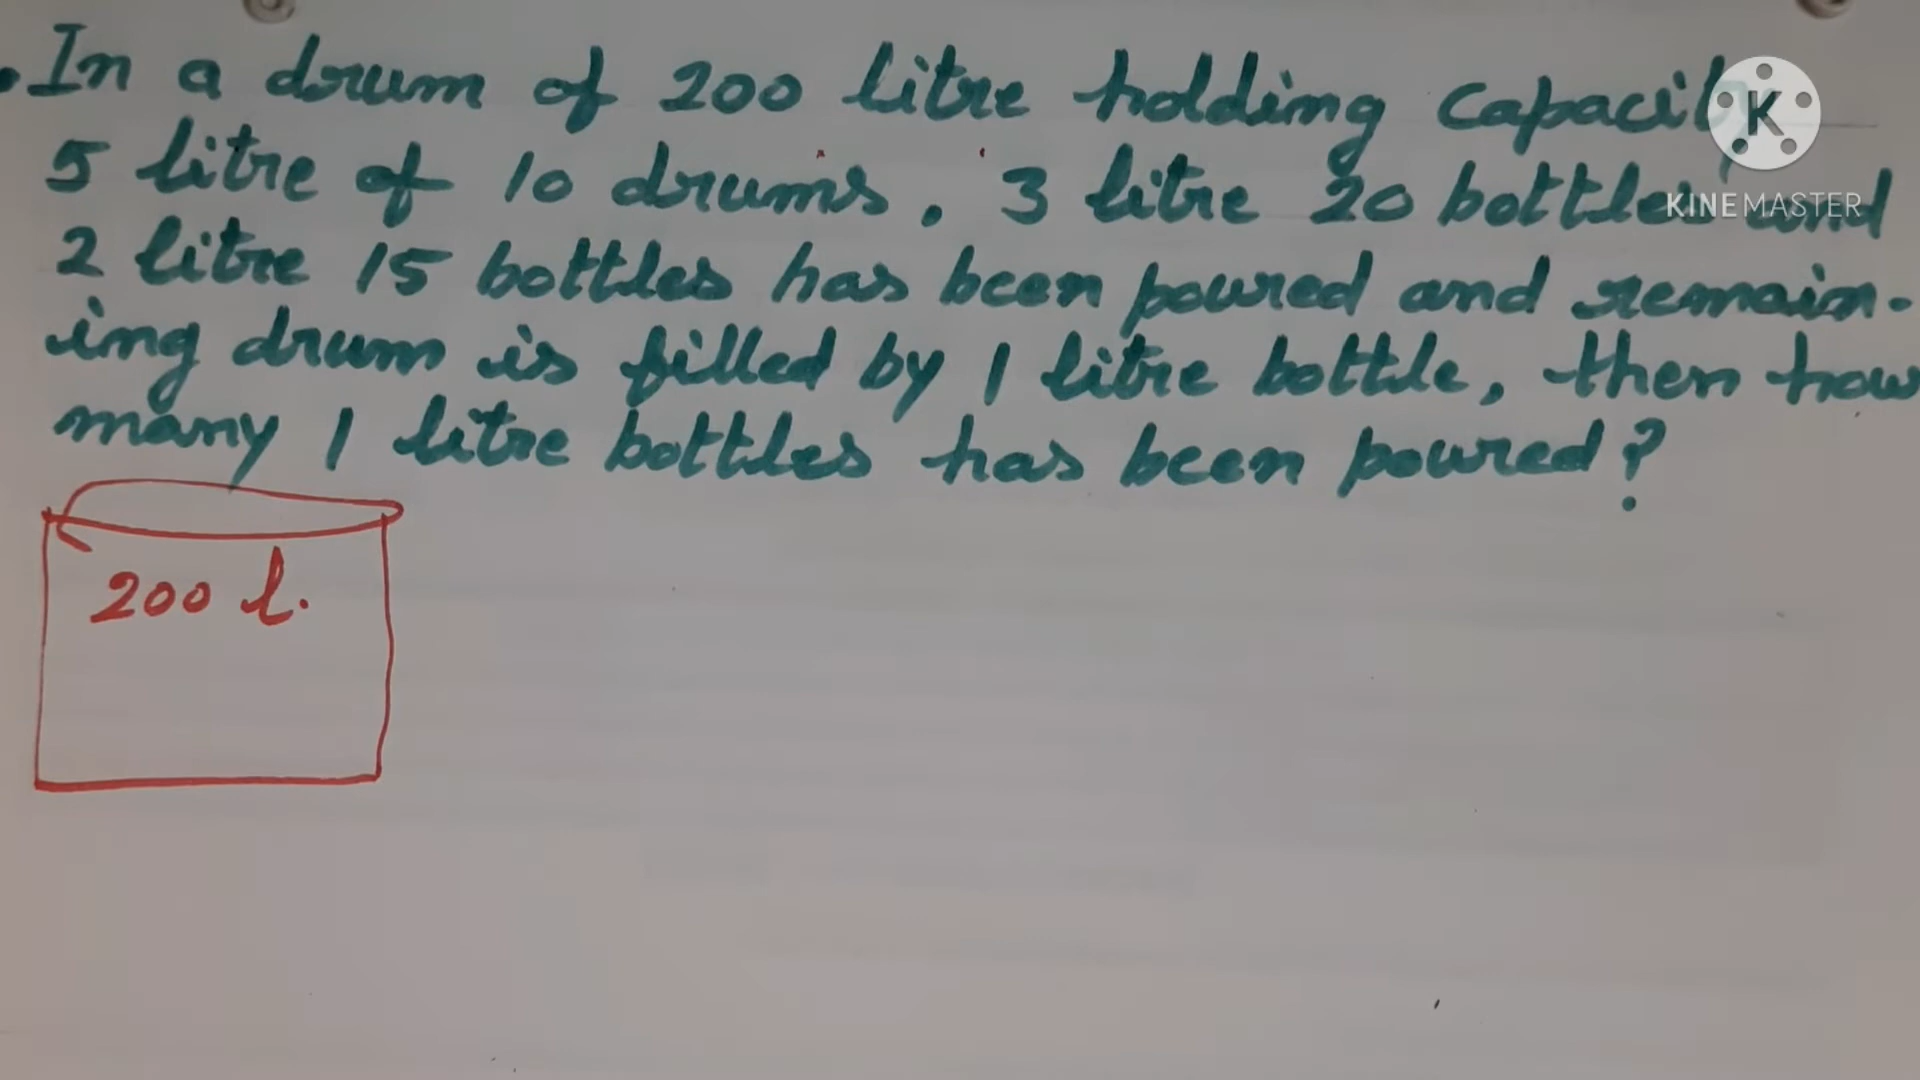 . In a drum of 200 litre holding capacity
5 litre of 10 drums, 3 litre 20 bottles and
2 litre 15 bottles has been poured and remain-
ing drum is filled by 1 litre bottle, then how
many 1 litre bottles has been poured?
200 l.
K
KINEMASTER